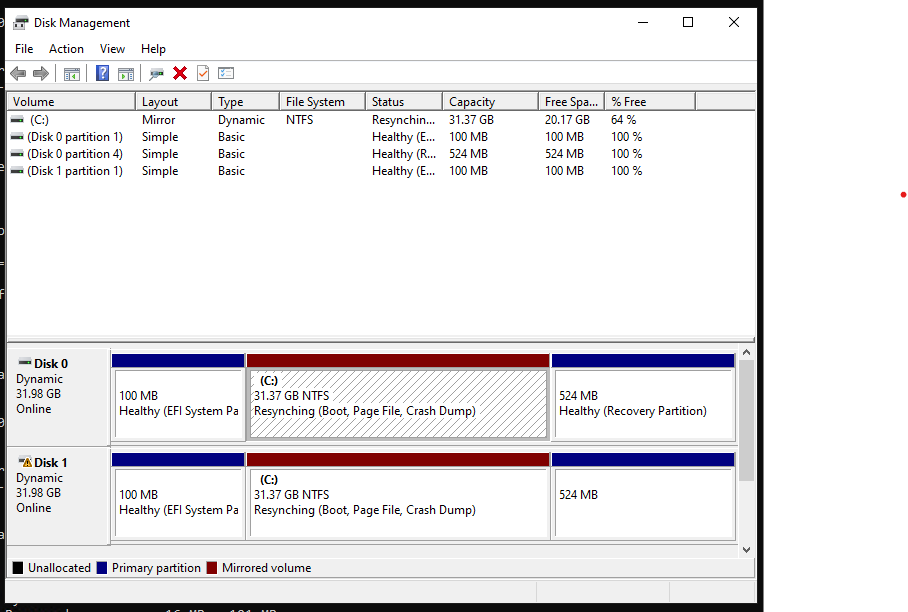 Disk Management
File Action View Help
Volume Layout Type File System Status Capacity Free Spa... % Free
(C:) Mirror Dynamic NTFS Resynchin... 31.37 GB 20.17 GB 64 %
(Disk 0 partition 1) Simple Basic Healthy (E... 100 MB 100 MB 100 %
(Disk 0 partition 4) Simple Basic Healthy (R... 524 MB 524 MB 100 %
(Disk 1 partition 1) Simple Basic Healthy (E... 100 MB 100 MB 100 %
Disk 0
Dynamic
31.98 GB
Online
100 MB
Healthy (EFI System Pa
(C:)
31.37 GB NTFS
Resynching (Boot, Page File, Crash Dump)
524 MB
Healthy (Recovery Partition)
Disk 1
Dynamic
31.98 GB
Online
100 MB
Healthy (EFI System Pa
(C:)
31.37 GB NTFS
Resynching (Boot, Page File, Crash Dump)
524 MB
Unallocated Primary partition Mirrored volume